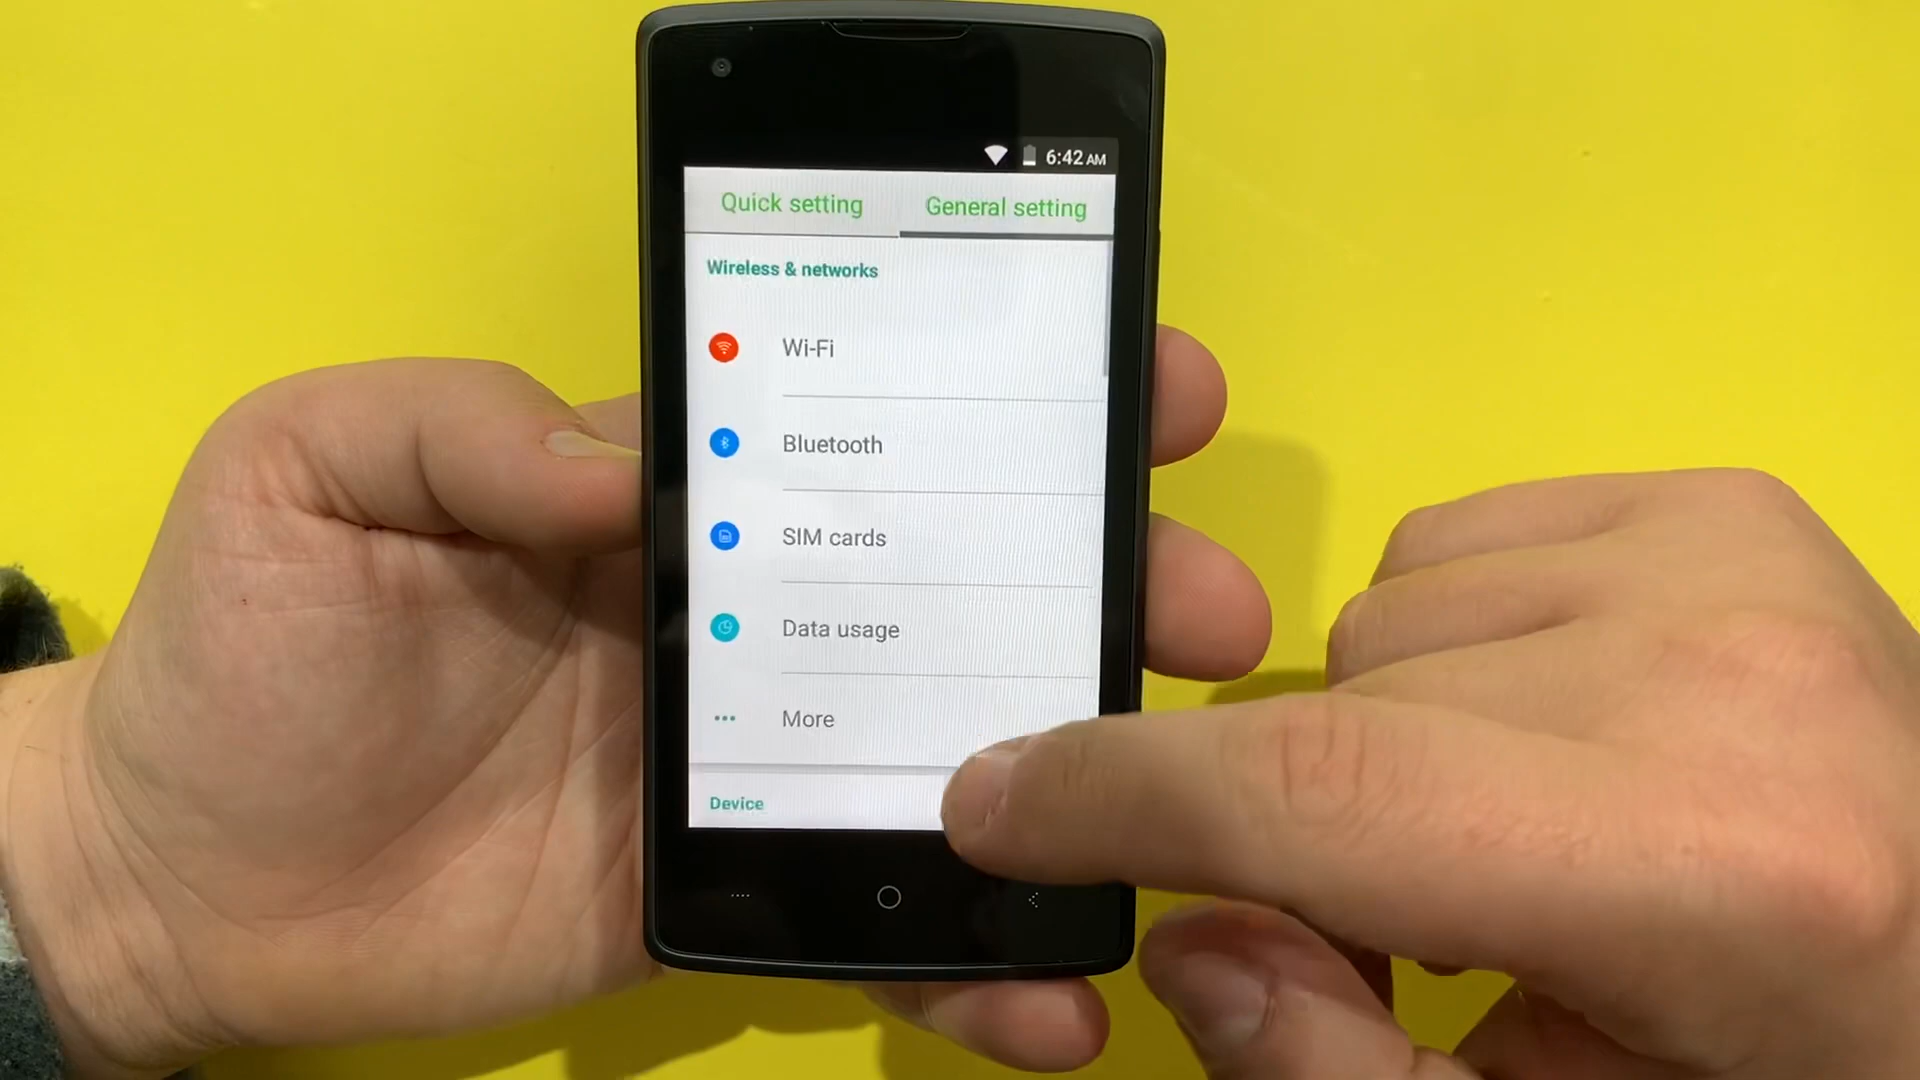 6:42 AM
Quick setting
General setting
Wireless & networks
Wi-Fi
Bluetooth
SIM cards
Data usage
More
Device